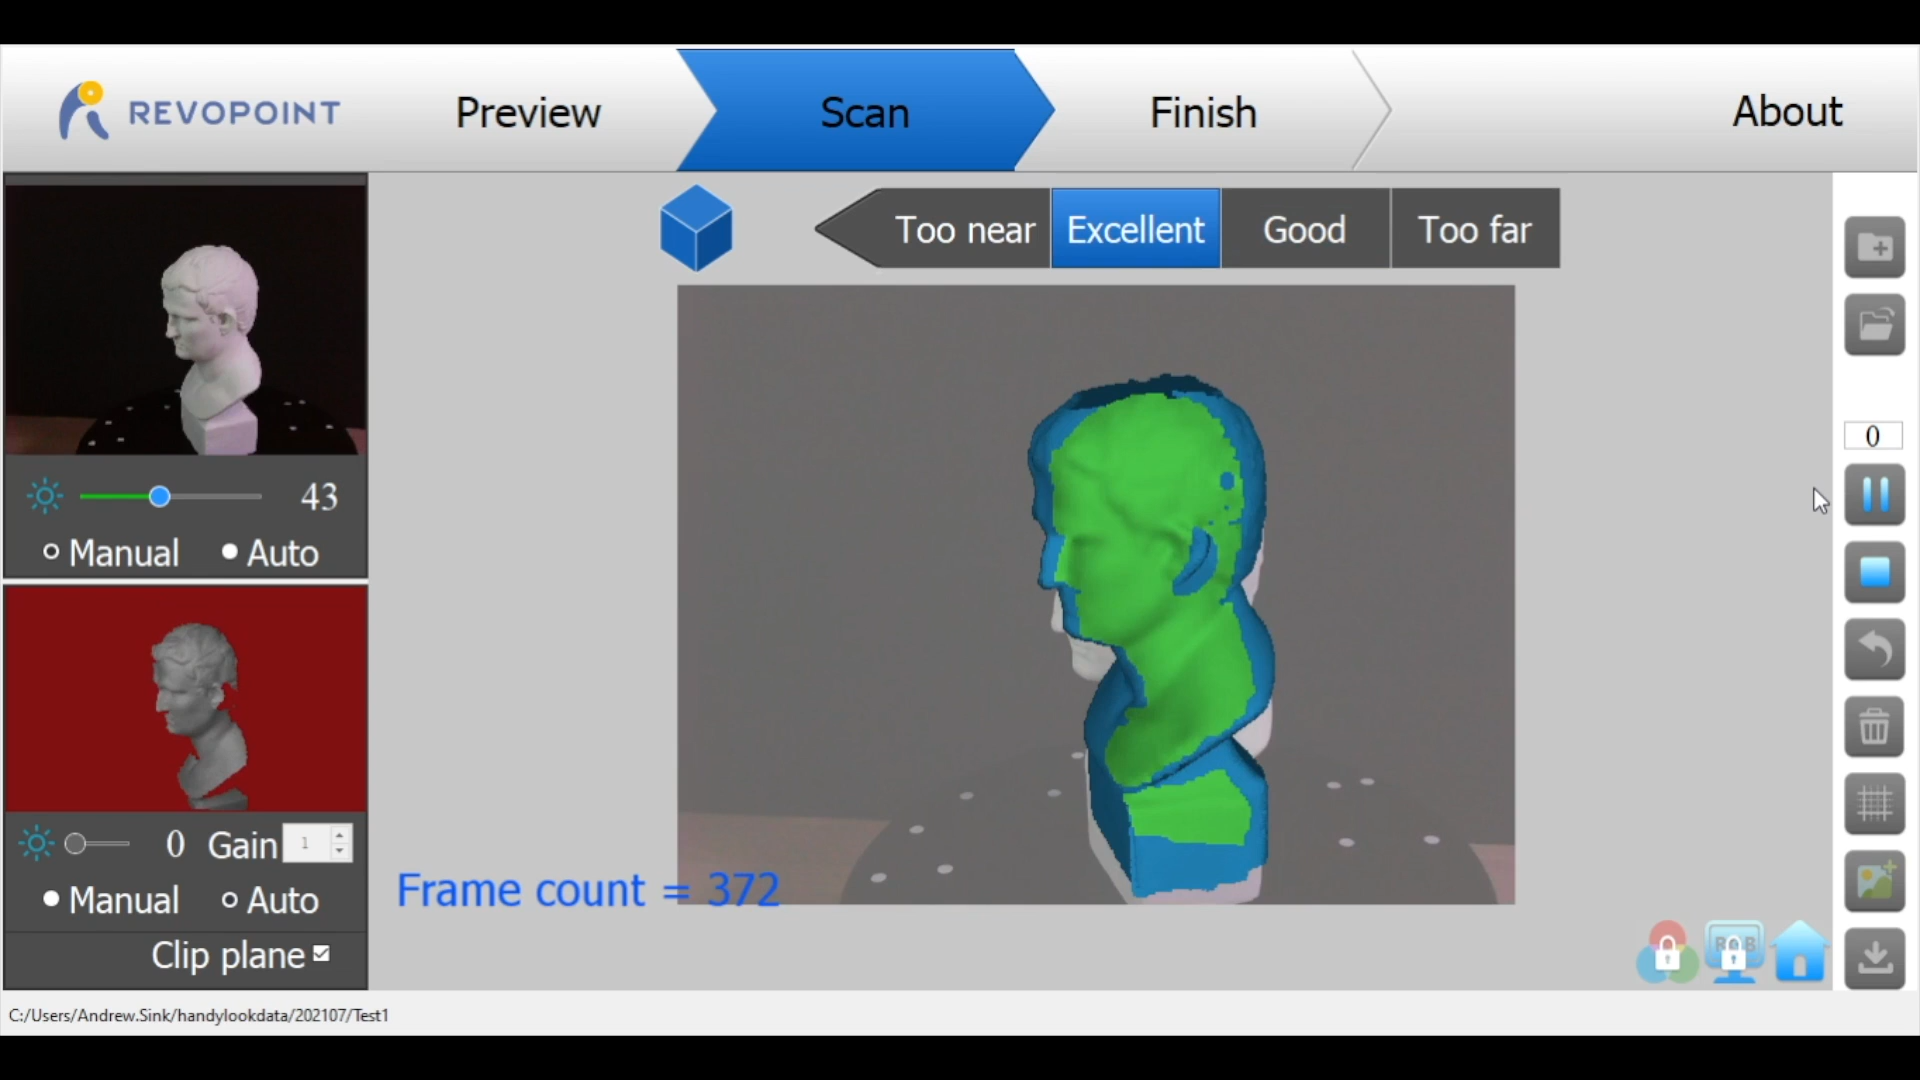 REVOPOINT
Preview
Scan
Finish
About
Too near
Excellent
Good
Too far
43
Manual
Auto
0
0
Gain
1
Manual
Auto
Clip plane
Frame count = 372
RGB
C:/Users/Andrew.Sink/handylookdata/202107/Test1